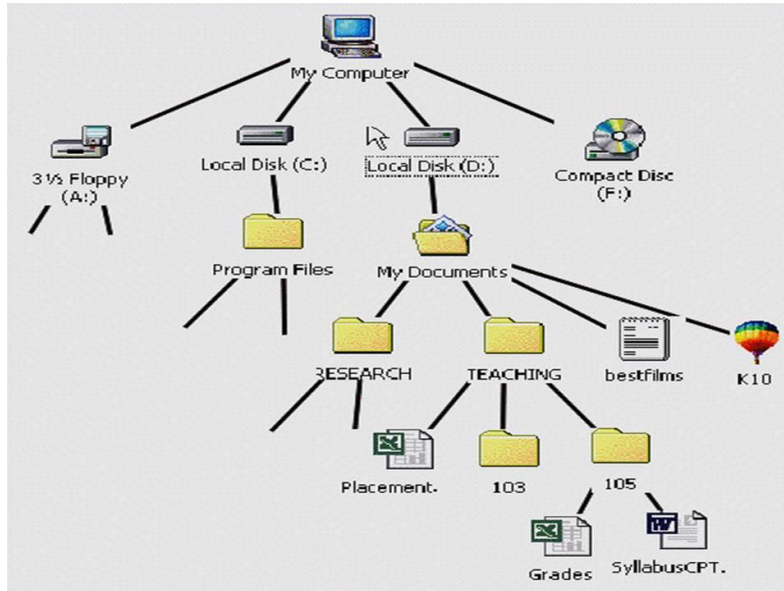 My Computer
3½ Floppy
(A:)
Local Disk (C:)
Local Disk (D:)
Compact Disc
(F:)
Program Files
My Documents
RESEARCH
TEACHING
bestfilms
K10
Placement.
103
105
Grades
SyllabusCPT.